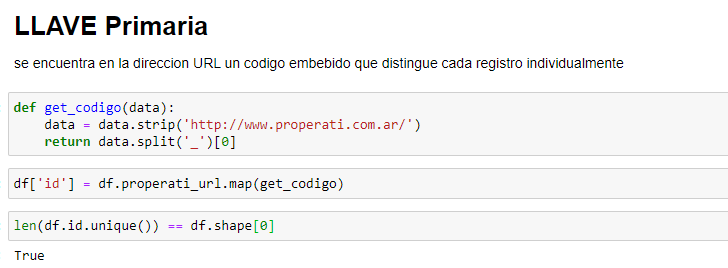 LLAVE Primaria
se encuentra en la direccion URL un codigo embebido que distingue cada registro individualmente
def get_codigo(data):
    data = data.strip('http://www.properati.com.ar/')
    return data.split('_')[0]
df['id'] = df.properati_url.map(get_codigo)
len(df.id.unique()) == df.shape[0]
True